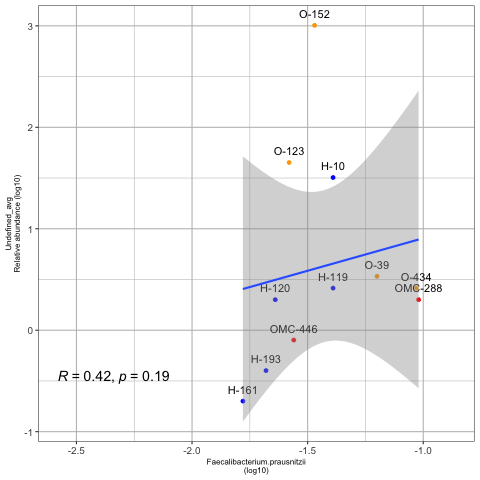 O-152
3
2
O-123
H-10
1
O-39
H-119
O-434
H-120
OMC-288
0
OMC-446
H-193
R = 0.42, p = 0.19
H-161
-1
-2.5
-2.0
-1.5
-1.0
Undefined_avg
Relative abundance (log10)
Faecalibacterium.prausnitzii
(log10)